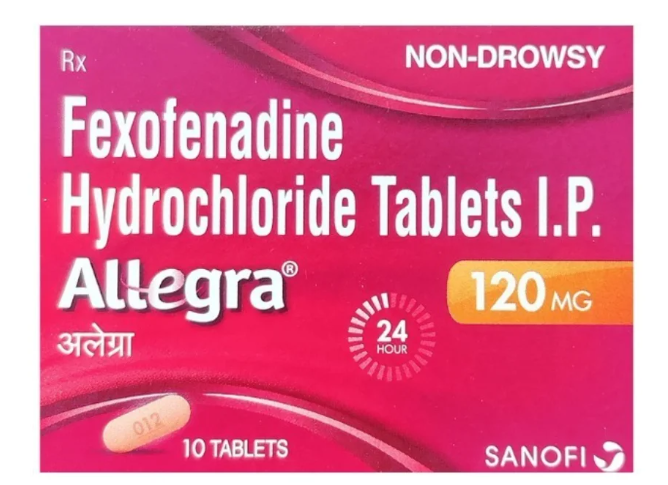 Rx
NON-DROWSY
Fexofenadine
Hydrochloride Tablets I.P.
Allegra®
120 MG
अलेग्रा
24
HOUR
012
10 TABLETS
SANOFI